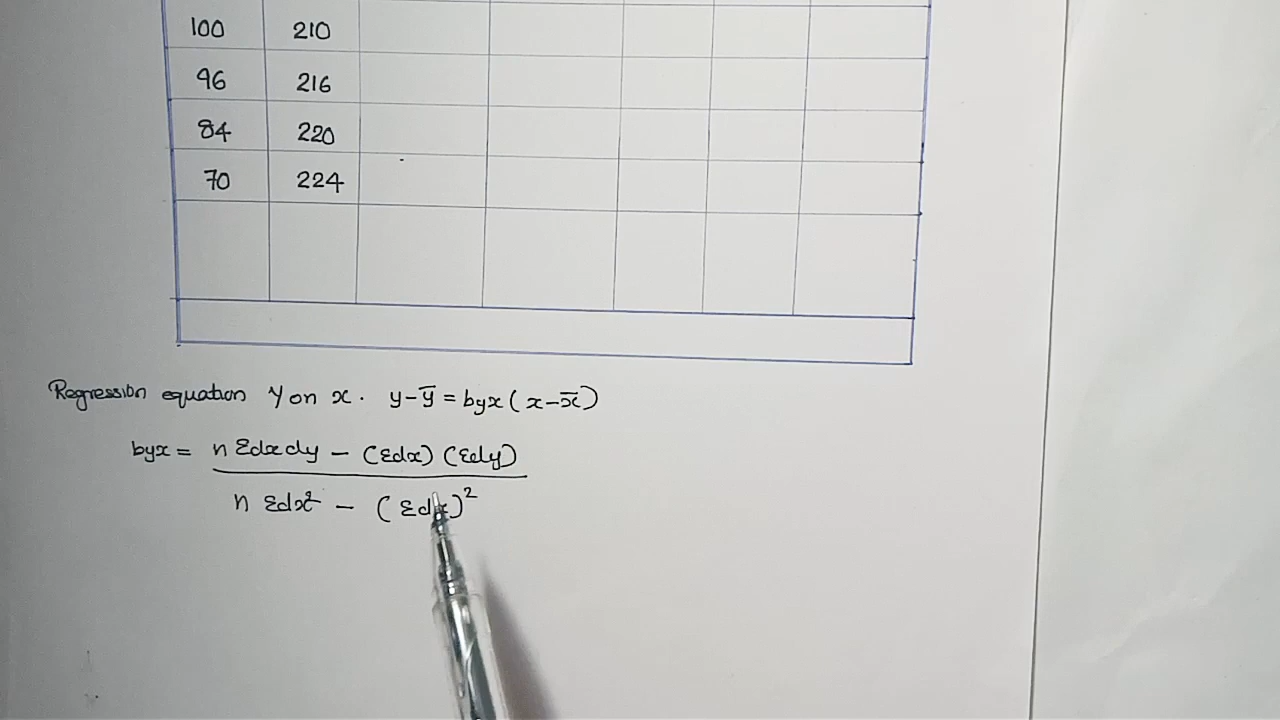 100 210
96 216
84 220
70 224
Regression equation Y on x. y-ȳ = byx (x-x̄)
byx = n Σdxdy - (Σdx) (Σdy)
n Σdx² - (Σdx)²